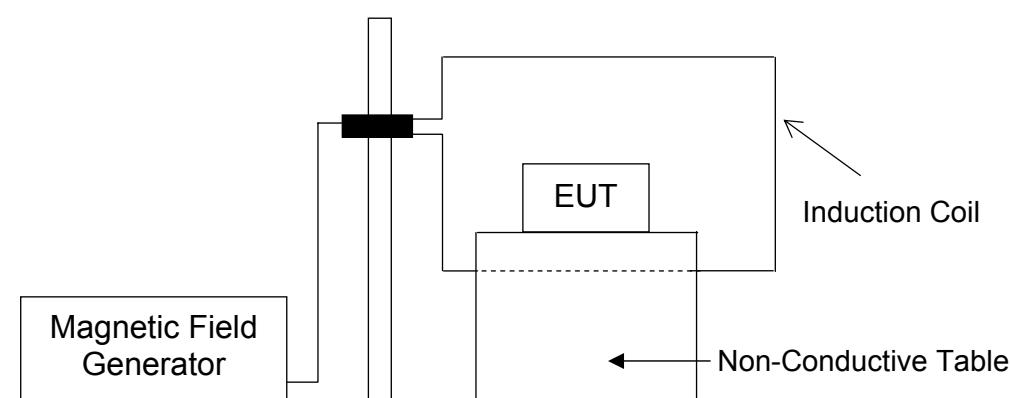 EUT
Induction Coil
Magnetic Field
Generator
Non-Conductive Table